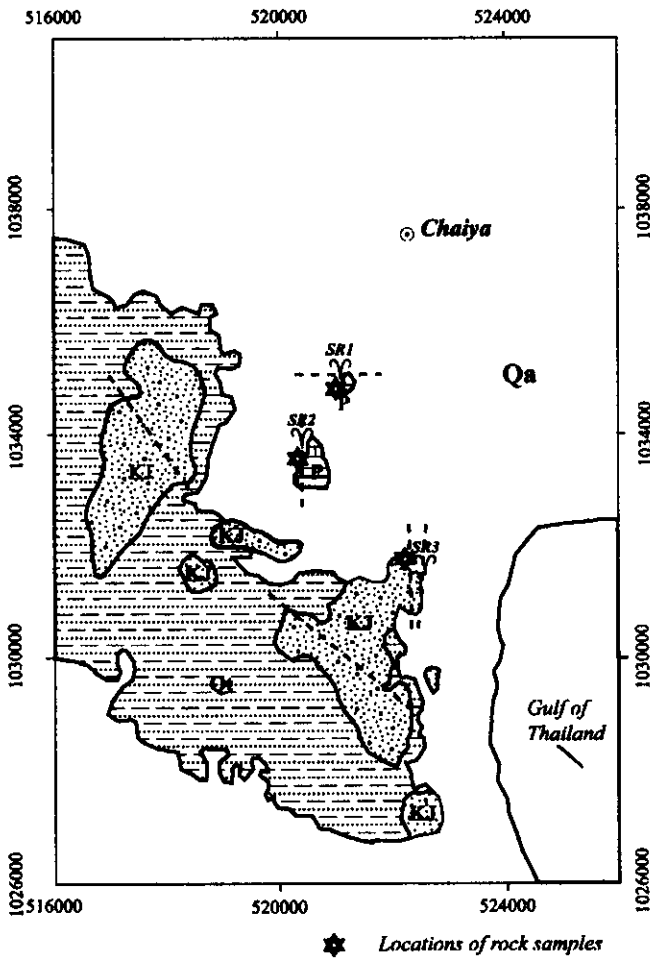 516000 520000 524000
1038000
1038000
Chaiya
SR1
Qa
P
1034000
1034000
SR2
KJ
P
KJ
SR3
KJ
KJ
1030000
1030000
Gulf of
Thailand
KJ
1026000
1026000
516000 520000 524000
Locations of rock samples